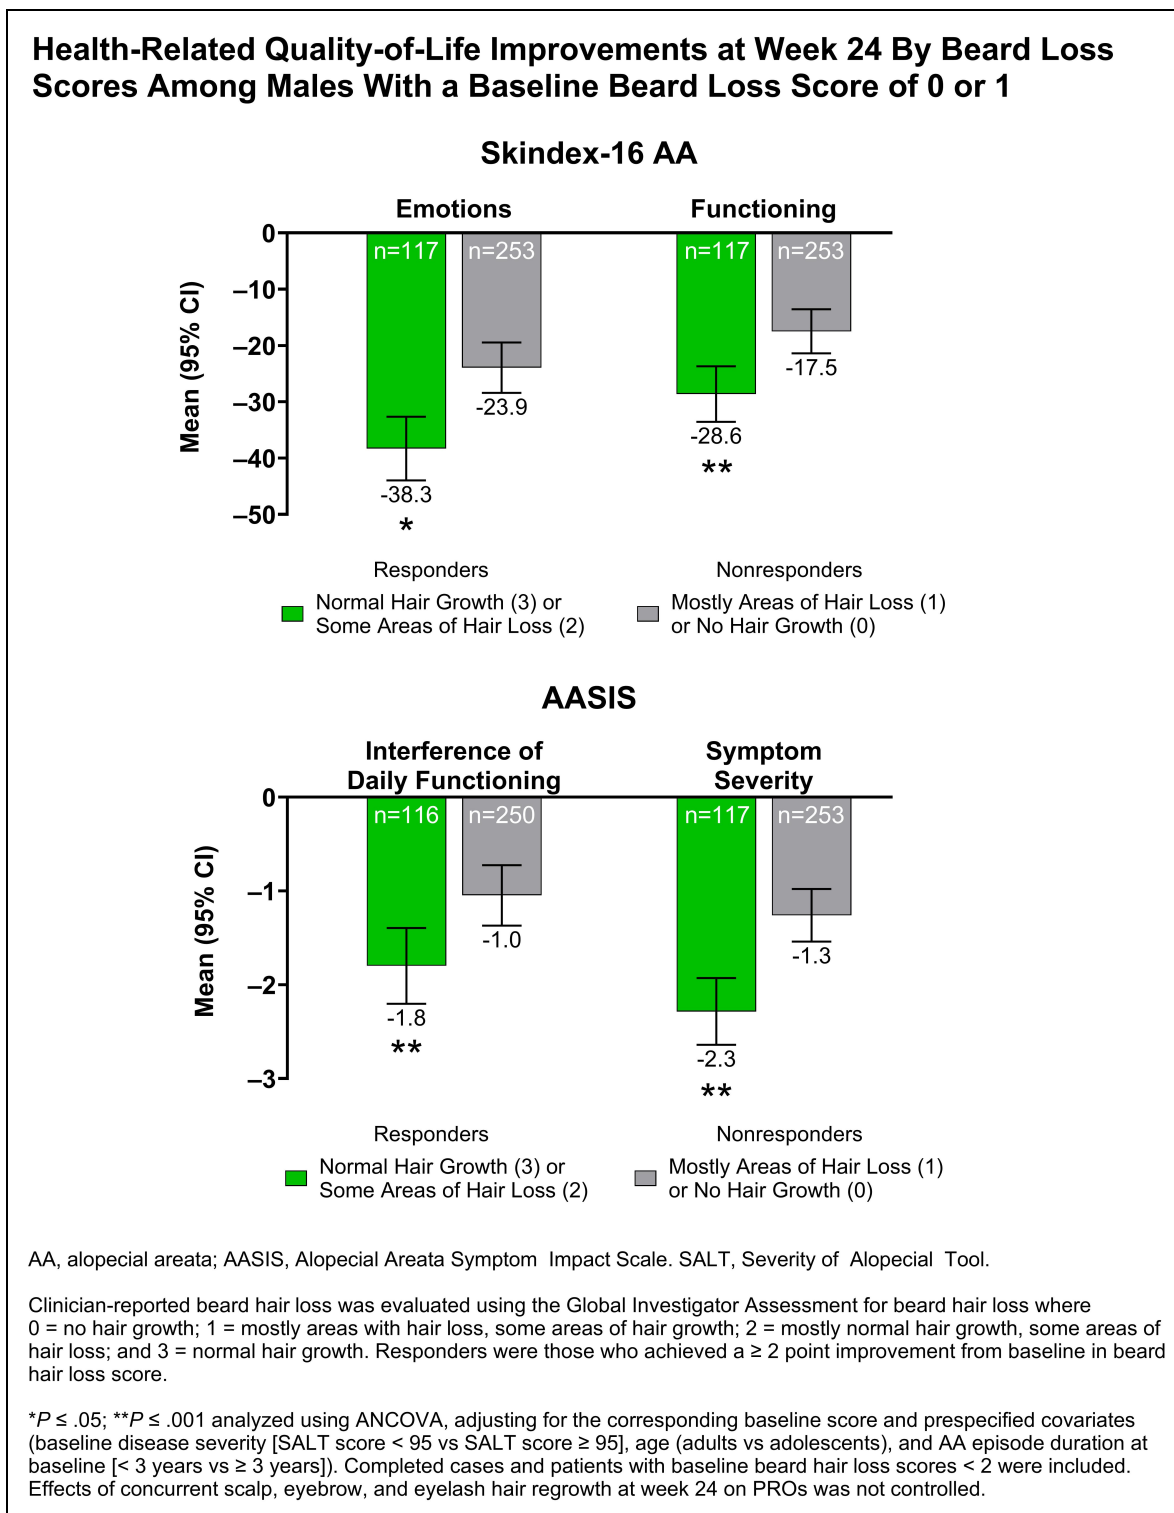 Health-Related Quality-of-Life Improvements at Week 24 By Beard Loss
Scores Among Males With a Baseline Beard Loss Score of 0 or 1
Skindex-16 AA
Emotions
Functioning
Mean (95% CI)
0
–10
–20
–30
–40
–50
n=117
n=253
n=117
n=253
-38.3
*
-23.9
-28.6
**
-17.5
Responders
Normal Hair Growth (3) or
Some Areas of Hair Loss (2)
Nonresponders
Mostly Areas of Hair Loss (1)
or No Hair Growth (0)
AASIS
Interference of
Daily Functioning
Symptom
Severity
Mean (95% CI)
0
–1
–2
–3
n=116
n=250
n=117
n=253
-1.8
**
-1.0
-2.3
**
-1.3
Responders
Normal Hair Growth (3) or
Some Areas of Hair Loss (2)
Nonresponders
Mostly Areas of Hair Loss (1)
or No Hair Growth (0)
AA, alopecial areata; AASIS, Alopecial Areata Symptom Impact Scale. SALT, Severity of Alopecial Tool.
Clinician-reported beard hair loss was evaluated using the Global Investigator Assessment for beard hair loss where
0 = no hair growth; 1 = mostly areas with hair loss, some areas of hair growth; 2 = mostly normal hair growth, some areas of
hair loss; and 3 = normal hair growth. Responders were those who achieved a ≥ 2 point improvement from baseline in beard
hair loss score.
*P ≤ .05; **P ≤ .001 analyzed using ANCOVA, adjusting for the corresponding baseline score and prespecified covariates
(baseline disease severity [SALT score < 95 vs SALT score ≥ 95], age (adults vs adolescents), and AA episode duration at
baseline [< 3 years vs ≥ 3 years]). Completed cases and patients with baseline beard hair loss scores < 2 were included.
Effects of concurrent scalp, eyebrow, and eyelash hair regrowth at week 24 on PROs was not controlled.